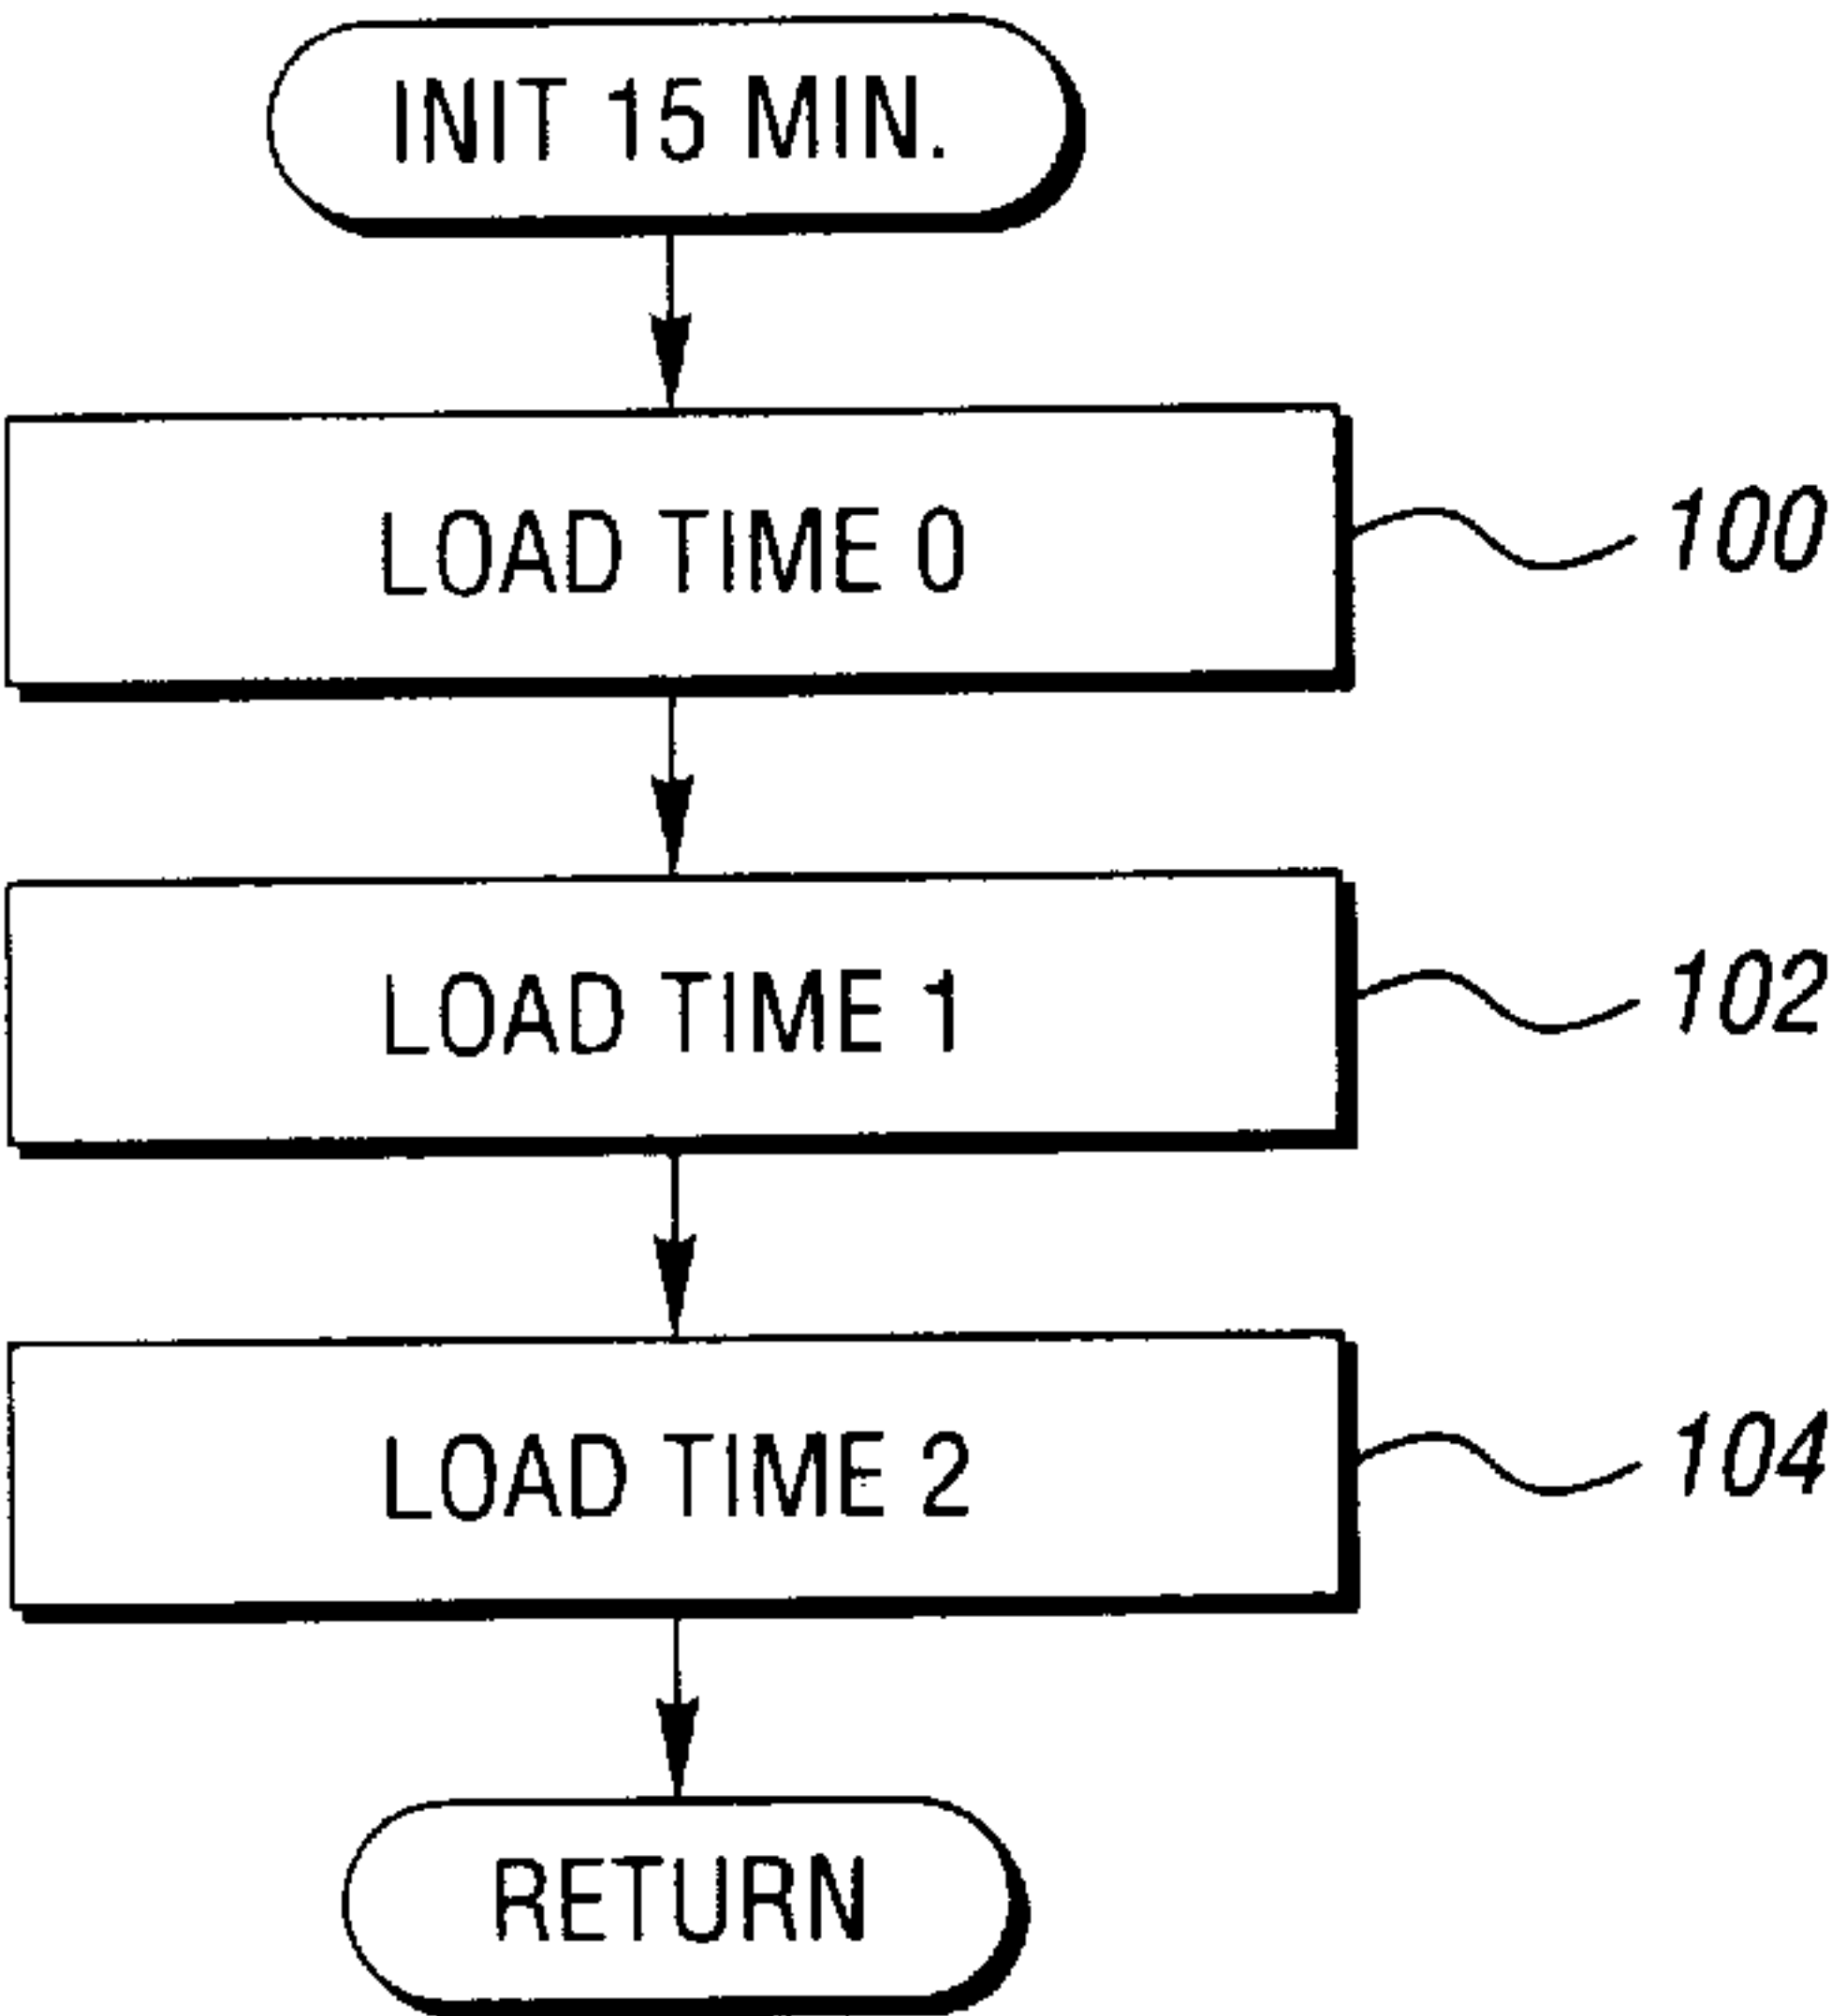 INIT 15 MIN.
LOAD TIME 0
100
LOAD TIME 1
102
LOAD TIME 2
104
RETURN